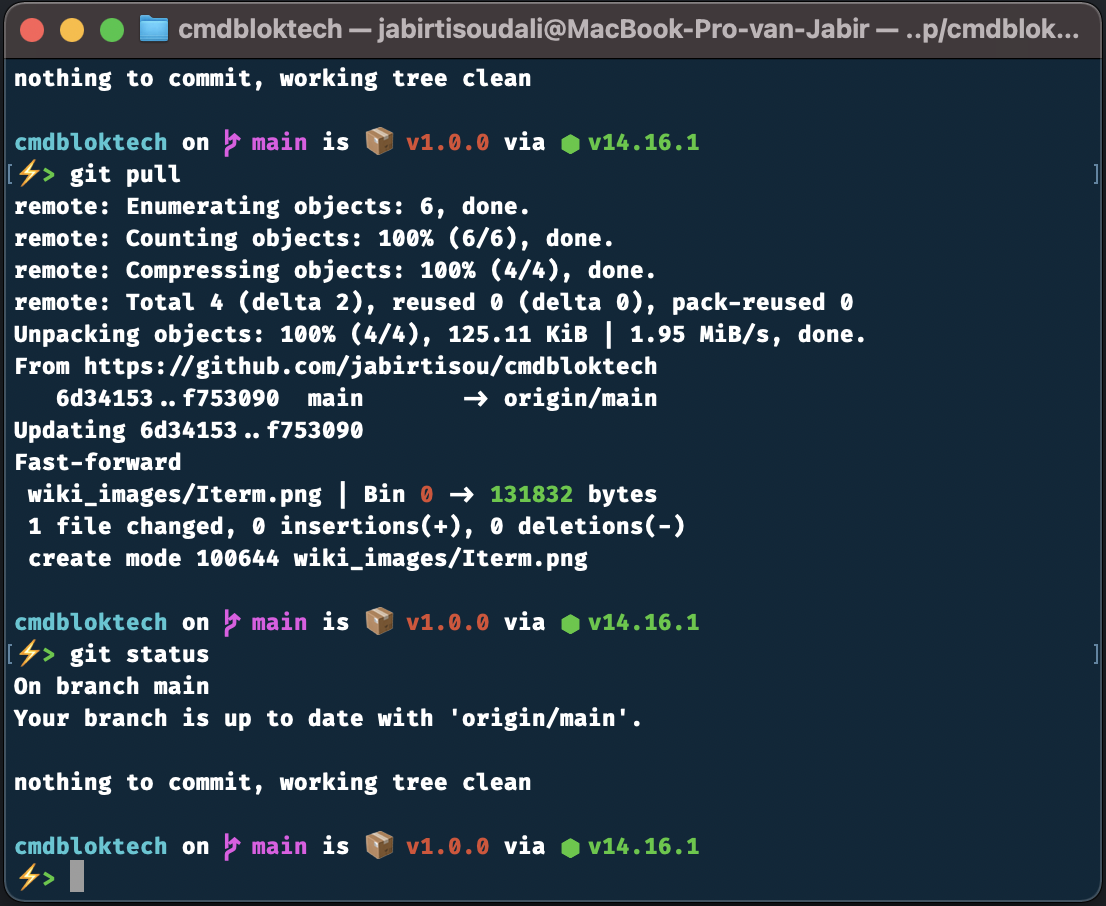 cmdbloktech — jabirtisoudali@MacBook-Pro-van-Jabir — ..p/cmdblok...
nothing to commit, working tree clean
cmdbloktech on main is 📦 v1.0.0 via ⬢ v14.16.1
[⚡> git pull ]
remote: Enumerating objects: 6, done.
remote: Counting objects: 100% (6/6), done.
remote: Compressing objects: 100% (4/4), done.
remote: Total 4 (delta 2), reused 0 (delta 0), pack-reused 0
Unpacking objects: 100% (4/4), 125.11 KiB | 1.95 MiB/s, done.
From https://github.com/jabirtisou/cmdbloktech
   6d34153..f753090  main       -> origin/main
Updating 6d34153..f753090
Fast-forward
 wiki_images/Iterm.png | Bin 0 -> 131832 bytes
 1 file changed, 0 insertions(+), 0 deletions(-)
 create mode 100644 wiki_images/Iterm.png
cmdbloktech on main is 📦 v1.0.0 via ⬢ v14.16.1
[⚡> git status ]
On branch main
Your branch is up to date with 'origin/main'.
nothing to commit, working tree clean
cmdbloktech on main is 📦 v1.0.0 via ⬢ v14.16.1
⚡>